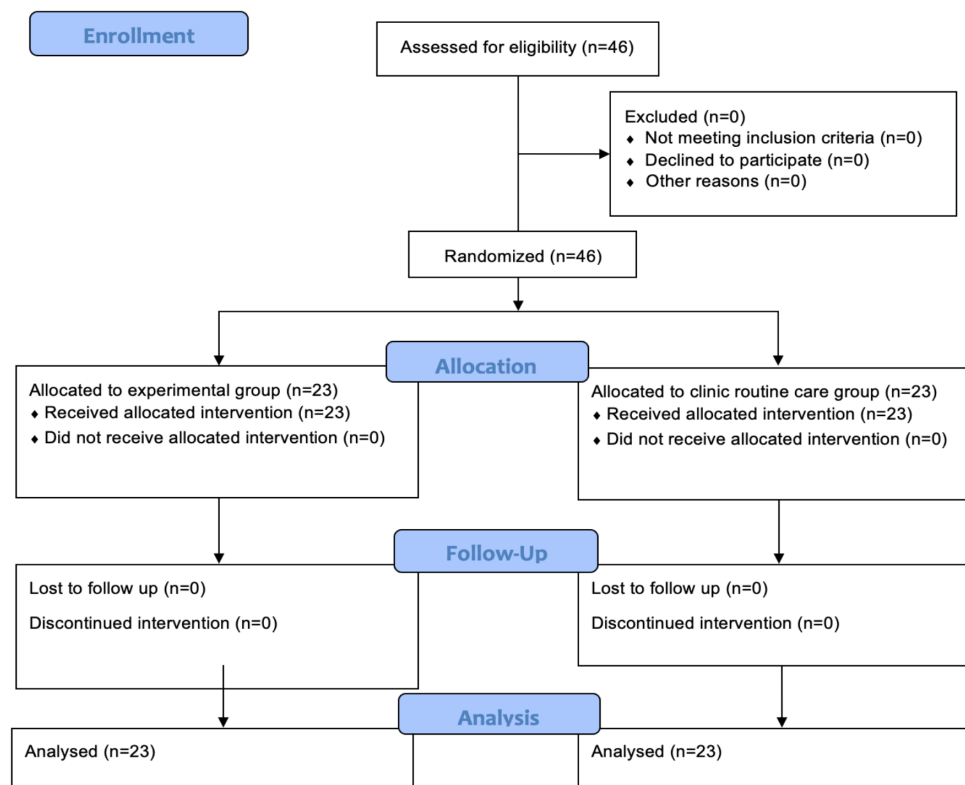 Enrollment
Assessed for eligibility (n=46)
Excluded (n=0)
♦ Not meeting inclusion criteria (n=0)
♦ Declined to participate (n=0)
♦ Other reasons (n=0)
Randomized (n=46)
Allocation
Allocated to experimental group (n=23)
♦ Received allocated intervention (n=23)
♦ Did not receive allocated intervention (n=0)
Allocated to clinic routine care group (n=23)
♦ Received allocated intervention (n=23)
♦ Did not receive allocated intervention (n=0)
Follow-Up
Lost to follow up (n=0)
Discontinued intervention (n=0)
Lost to follow up (n=0)
Discontinued intervention (n=0)
Analysis
Analysed (n=23)
Analysed (n=23)